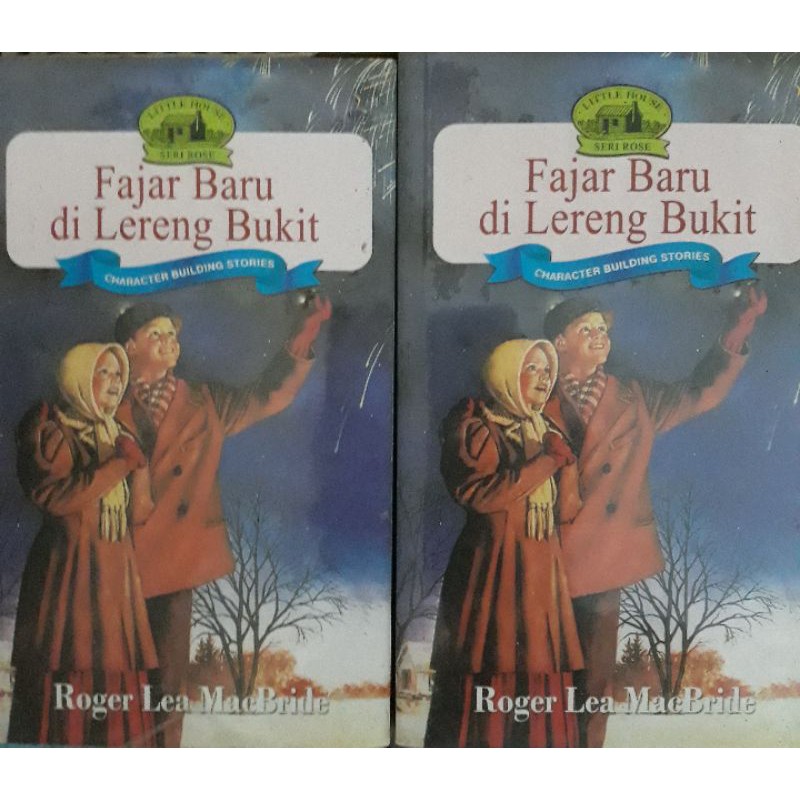 LITTLE HOUSE
SERI ROSE
Fajar Baru
di Lereng Bukit
CHARACTER BUILDING STORIES
Roger Lea MacBride
LITTLE HOUSE
SERI ROSE
Fajar Baru
di Lereng Bukit
CHARACTER BUILDING STORIES
Roger Lea MacBride